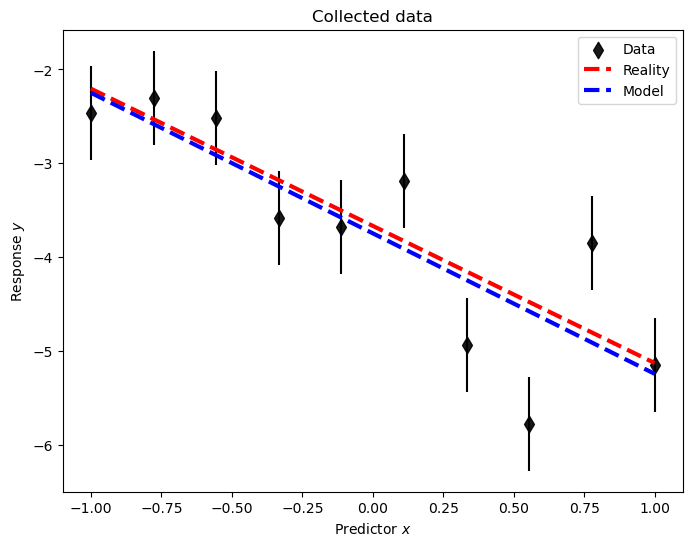 Collected data
Data
Reality
Model
−2
−3
−4
−5
−6
Response y
−1.00
−0.75
−0.50
−0.25
0.00
0.25
0.50
0.75
1.00
Predictor x